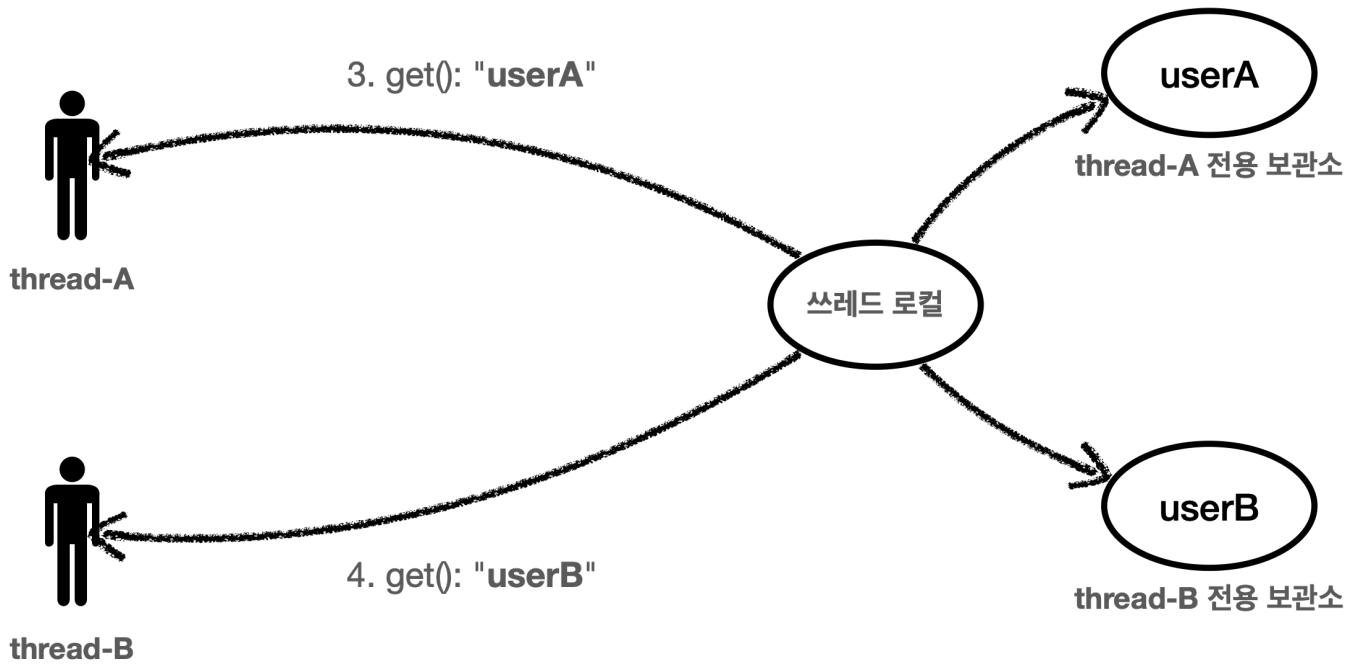 3. get(): "userA"
userA
thread-A 전용 보관소
thread-A
쓰레드 로컬
userB
4. get(): "userB"
thread-B 전용 보관소
thread-B